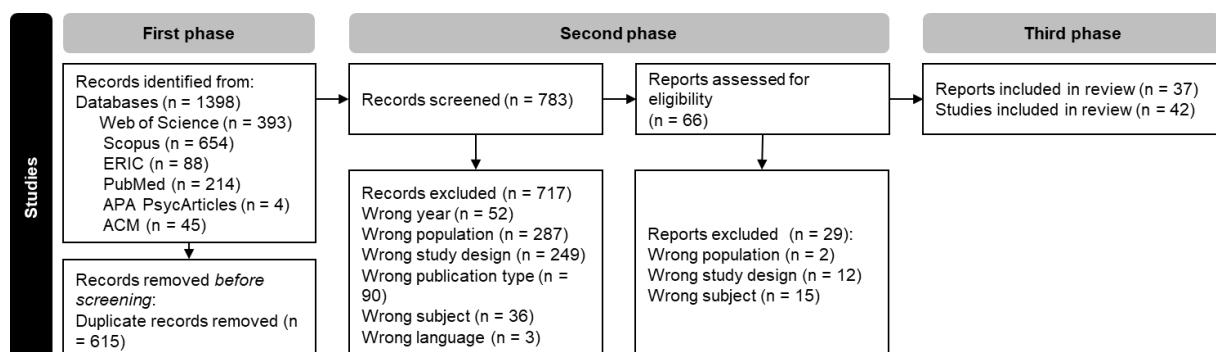 Studies
First phase
Second phase
Third phase
Records identified from:
Databases (n = 1398)
Web of Science (n = 393)
Scopus (n = 654)
ERIC (n = 88)
PubMed (n = 214)
APA PsycArticles (n = 4)
ACM (n = 45)
Records removed before
screening:
Duplicate records removed (n
= 615)
Records screened (n = 783)
Records excluded (n = 717)
Wrong year (n = 52)
Wrong population (n = 287)
Wrong study design (n = 249)
Wrong publication type (n =
90)
Wrong subject (n = 36)
Wrong language (n = 3)
Reports assessed for
eligibility
(n = 66)
Reports excluded (n = 29):
Wrong population (n = 2)
Wrong study design (n = 12)
Wrong subject (n = 15)
Reports included in review (n = 37)
Studies included in review (n = 42)